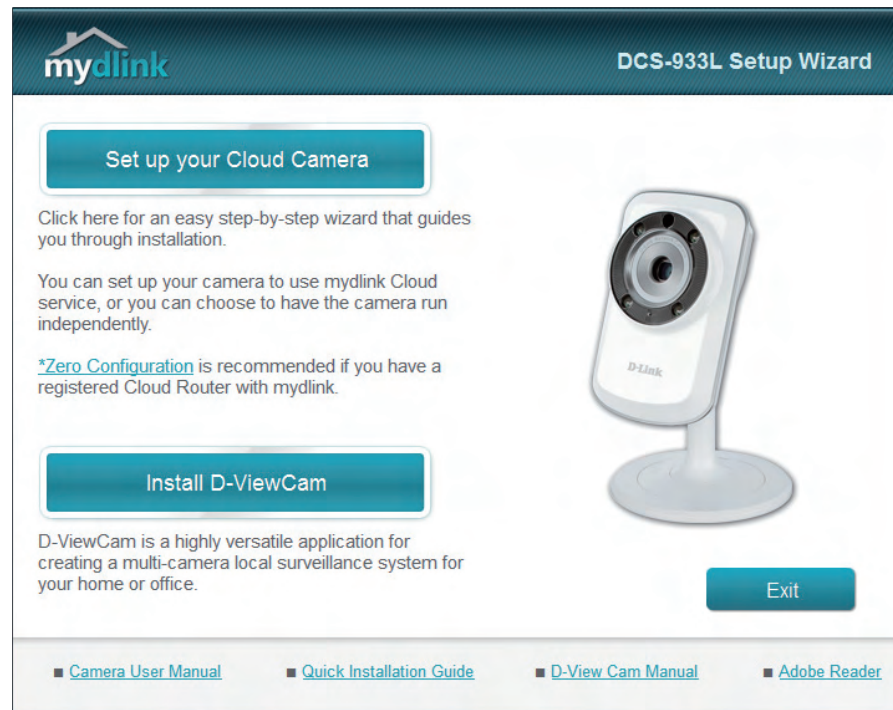 mydlink
DCS-933L Setup Wizard
Set up your Cloud Camera
Click here for an easy step-by-step wizard that guides
you through installation.
You can set up your camera to use mydlink Cloud
service, or you can choose to have the camera run
independently.
*Zero Configuration is recommended if you have a
registered Cloud Router with mydlink.
D-Link
Install D-ViewCam
D-ViewCam is a highly versatile application for
creating a multi-camera local surveillance system for
your home or office.
Exit
Camera User Manual
Quick Installation Guide
D-View Cam Manual
Adobe Reader